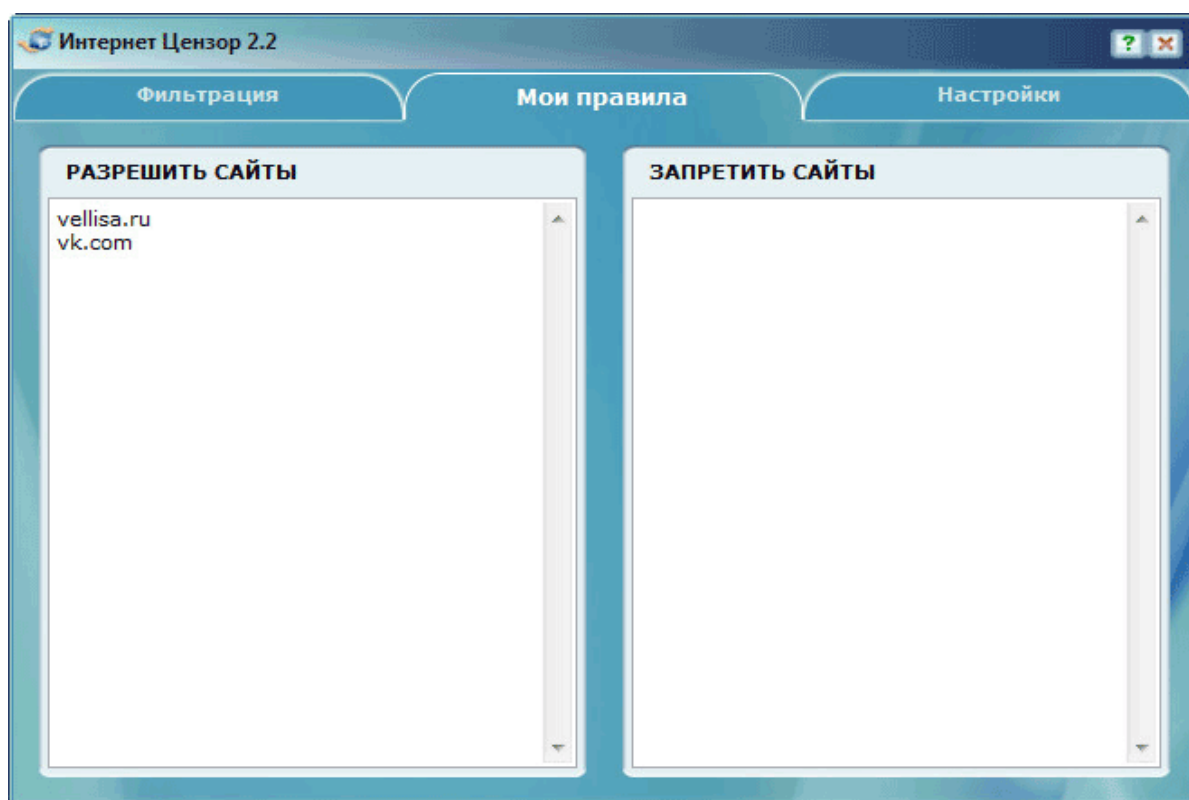 Интернет Цензор 2.2
?
Фильтрация
Мои правила
Настройки
РАЗРЕШИТЬ САЙТЫ
vellisa.ru
vk.com
ЗАПРЕТИТЬ САЙТЫ